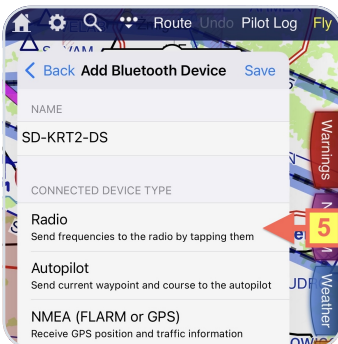 Route Undo Pilot Log Fly
Back Add Bluetooth Device Save
NAME
SD-KRT2-DS
CONNECTED DEVICE TYPE
Radio
Send frequencies to the radio by tapping them
Autopilot
Send current waypoint and course to the autopilot
NMEA (FLARM or GPS)
Receive GPS position and traffic information
Warnings
5
Weather